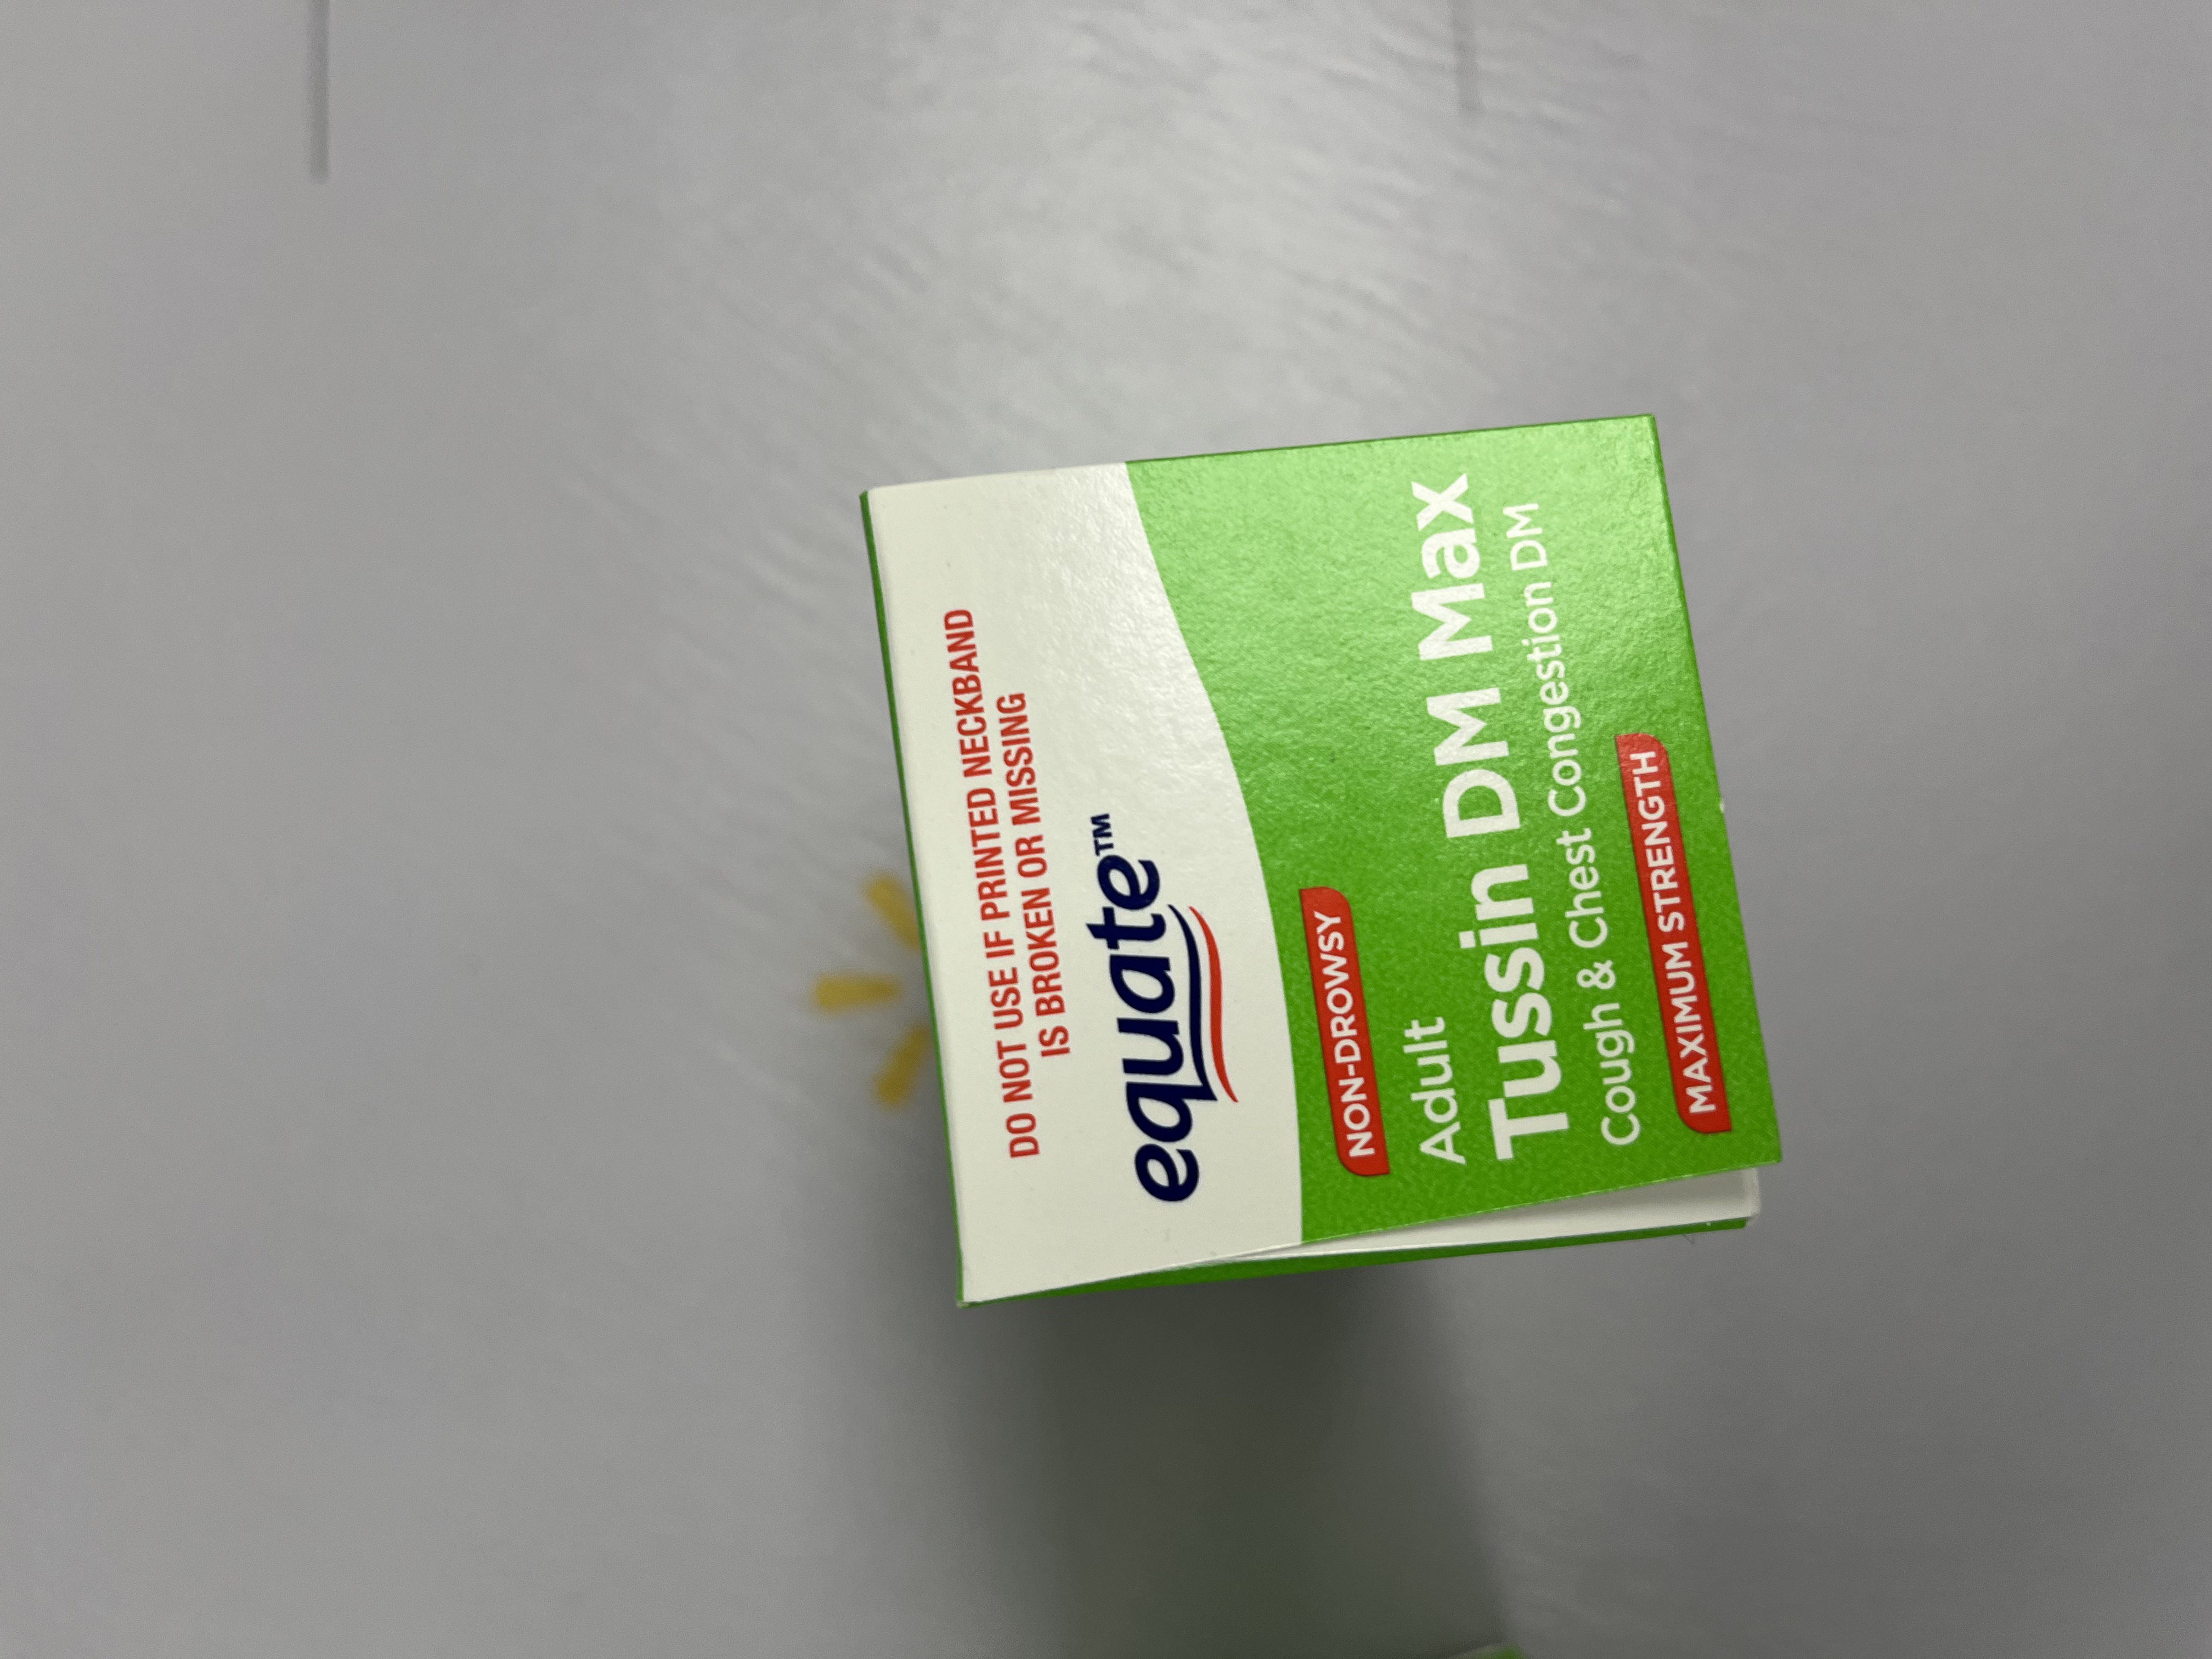 DO NOT USE IF PRINTED NECKBAND
IS BROKEN OR MISSING
equate™
NON-DROWSY
Adult
Tussin DM Max
Cough & Chest Congestion DM
MAXIMUM STRENGTH